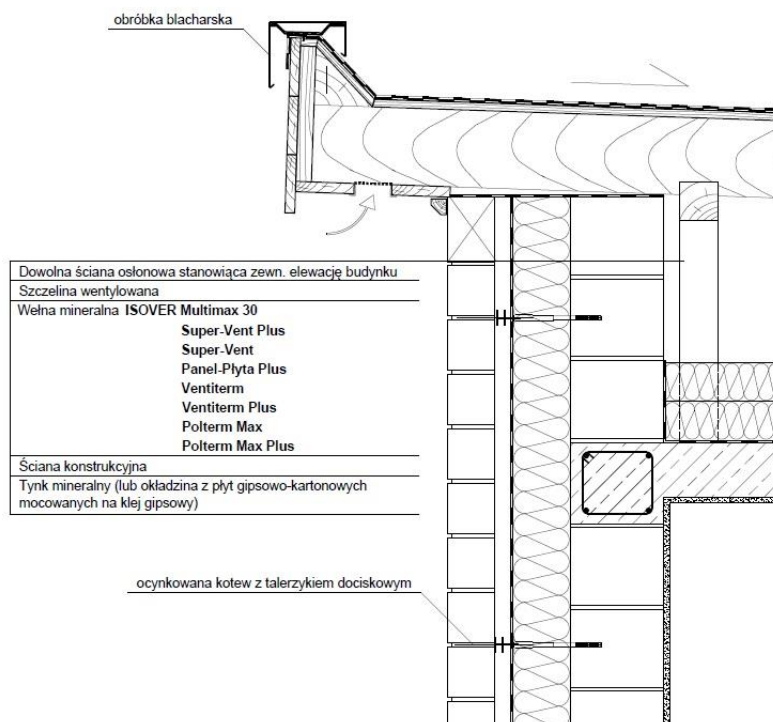 obróbka blacharska
Dowolna ściana osłonowa stanowiąca zewn. elewację budynku
Szczelina wentylowana
Wełna mineralna ISOVER Multimax 30
Super-Vent Plus
Super-Vent
Panel-Płyta Plus
Ventiterm
Ventiterm Plus
Polterm Max
Polterm Max Plus
Ściana konstrukcyjna
Tynk mineralny (lub okładzina z płyt gipsowo-kartonowych
mocowanych na klej gipsowy)
ocynkowana kotew z talerzykiem dociskowym